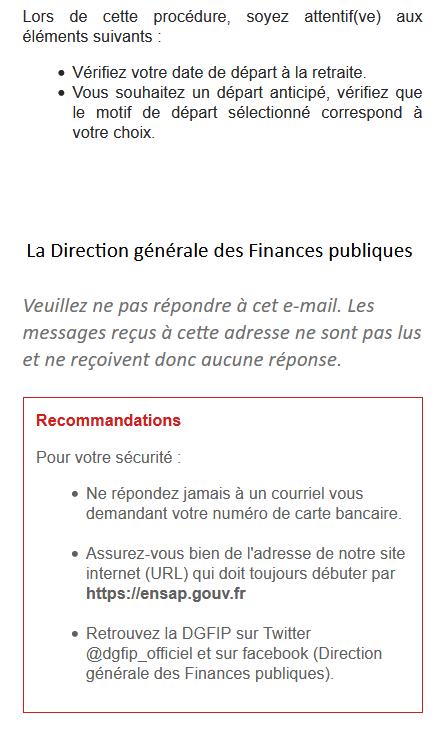 Lors de cette procédure, soyez attentif(ve) aux
éléments suivants :
• Vérifiez votre date de départ à la retraite.
• Vous souhaitez un départ anticipé, vérifiez que
le motif de départ sélectionné correspond à
votre choix.
La Direction générale des Finances publiques
Veuillez ne pas répondre à cet e-mail. Les
messages reçus à cette adresse ne sont pas lus
et ne reçoivent donc aucune réponse.
Recommandations
Pour votre sécurité :
• Ne répondez jamais à un courriel vous
demandant votre numéro de carte bancaire.
• Assurez-vous bien de l'adresse de notre site
internet (URL) qui doit toujours débuter par
https://ensap.gouv.fr
• Retrouvez la DGFIP sur Twitter
@dgfip_officiel et sur facebook (Direction
générale des Finances publiques).